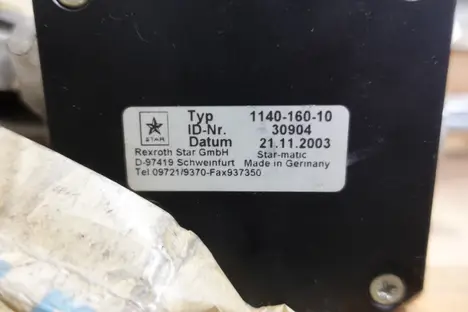 Typ 1140-160-10
ID-Nr. 30904
Datum 21.11.2003
STAR
Rexroth Star GmbH Star-matic
D-97419 Schweinfurt Made in Germany
Tel 09721/9370-Fax937350